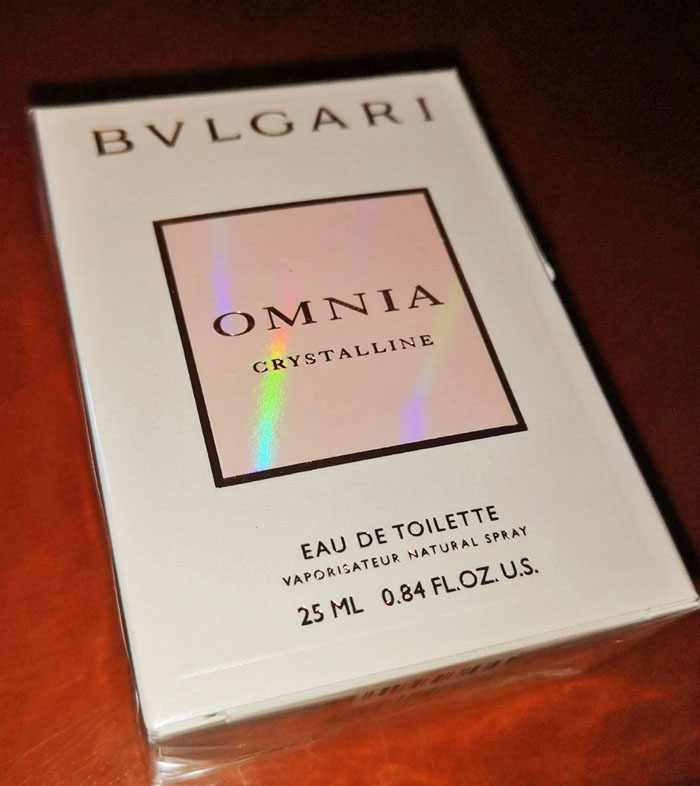 BVLGARI
OMNIA
CRYSTALLINE
EAU DE TOILETTE
VAPORISATEUR NATURAL SPRAY
25 ML 0.84 FL.OZ.U.S.